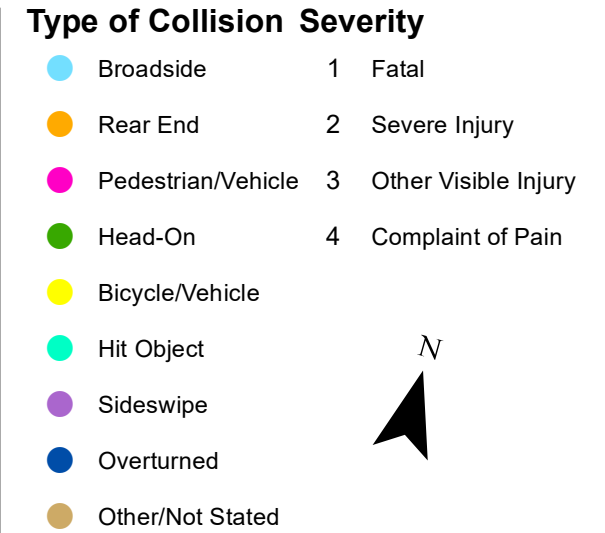 Type of Collision Severity
Broadside 1 Fatal
Rear End 2 Severe Injury
Pedestrian/Vehicle 3 Other Visible Injury
Head-On 4 Complaint of Pain
Bicycle/Vehicle
Hit Object
N
Sideswipe
Overturned
Other/Not Stated